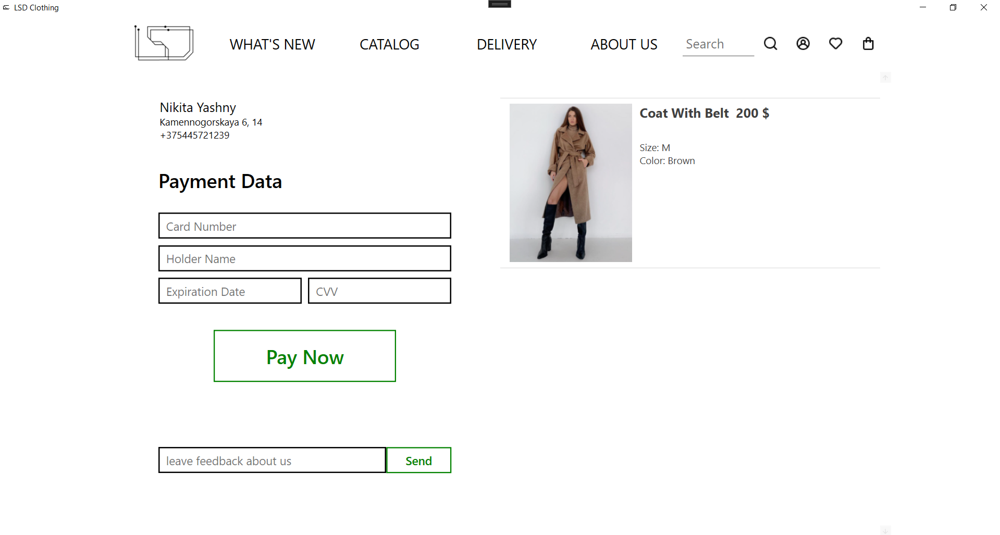 LSD Clothing
WHAT'S NEW
CATALOG
DELIVERY
ABOUT US
Search
Nikita Yashny
Kamennogorskaya 6, 14
+375445721239
Payment Data
Card Number
Holder Name
Expiration Date
CVV
Pay Now
leave feedback about us
Send
Coat With Belt 200 $
Size: M
Color: Brown